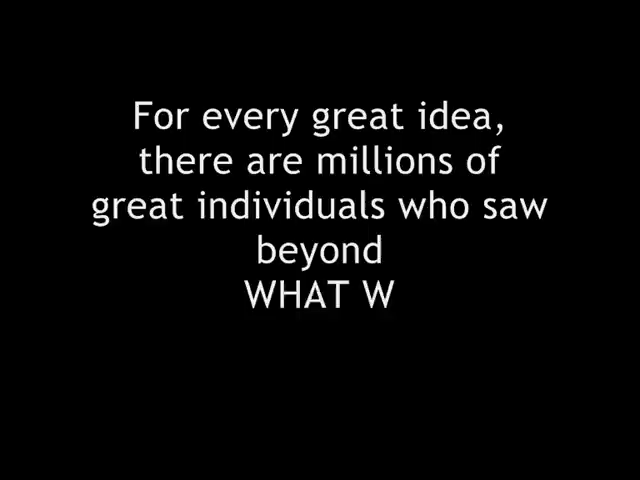 For every great idea,
there are millions of
great individuals who saw
beyond
WHAT W